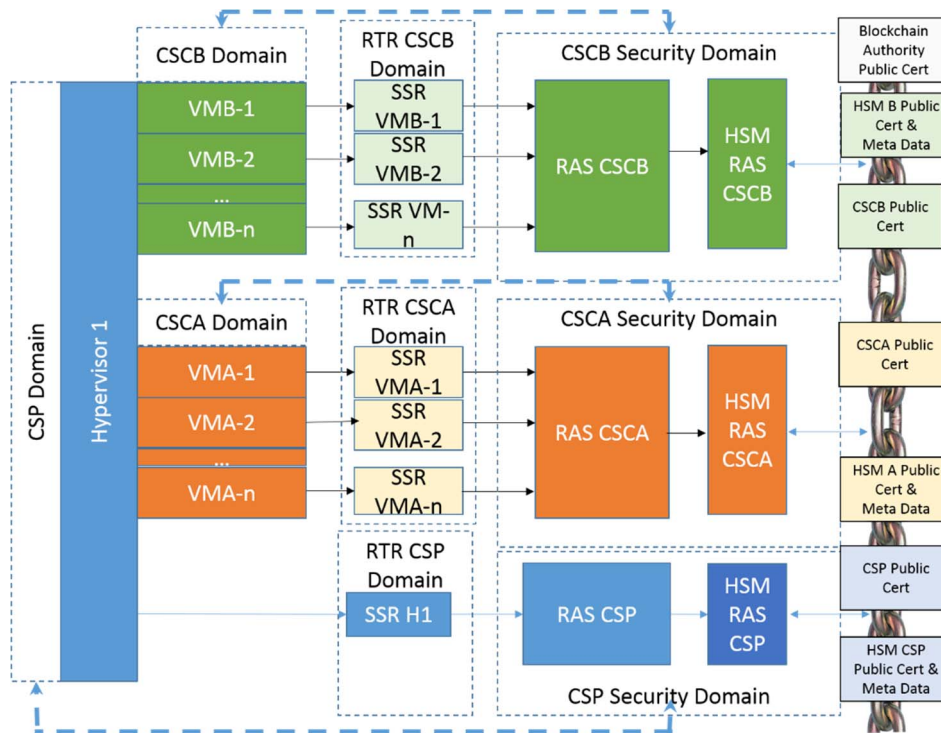 CSCB Domain
RTR CSCB
Domain
CSCB Security Domain
Blockchain
Authority
Public Cert
VMB-1
SSR
VMB-1
HSM B Public
Cert &
Meta Data
VMB-2
SSR
VMB-2
RAS CSCB
HSM
RAS
CSCB
...
VMB-n
SSR VM-
n
CSCB Public
Cert
CSP Domain
Hypervisor 1
CSCA Domain
RTR CSCA
Domain
CSCA Security Domain
CSCA Public
Cert
VMA-1
SSR
VMA-1
VMA-2
SSR
VMA-2
RAS CSCA
HSM
RAS
CSCA
...
VMA-n
SSR
VMA-n
HSM A Public
Cert &
Meta Data
RTR CSP
Domain
SSR H1
RAS CSP
HSM
RAS
CSP
CSP Public
Cert
CSP Security Domain
HSM CSP
Public Cert &
Meta Data